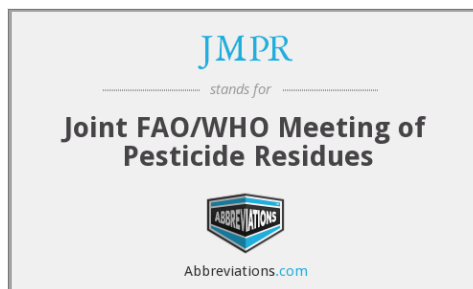 JMPR
stands for
Joint FAO/WHO Meeting of
Pesticide Residues
ABBREVIATIONS
Abbreviations.com